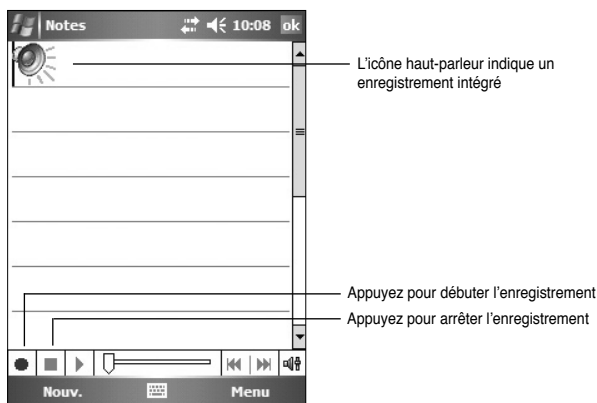 Notes 10:08 ok
L'icône haut-parleur indique un
enregistrement intégré
Appuyez pour débuter l'enregistrement
Appuyez pour arrêter l'enregistrement
Nouv. Menu